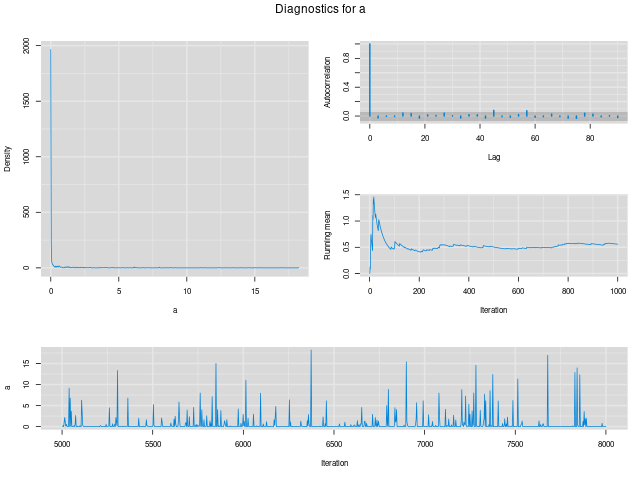 Diagnostics for a
Density
2000
1500
1000
500
0
0 5 10 15
a
Autocorrelation
0.8
0.4
0.0
0 20 40 60 80
Lag
Running mean
1.5
1.0
0.5
0.0
0 200 400 600 800 1000
Iteration
a
15
10
5
0
5000 5500 6000 6500 7000 7500 8000
Iteration